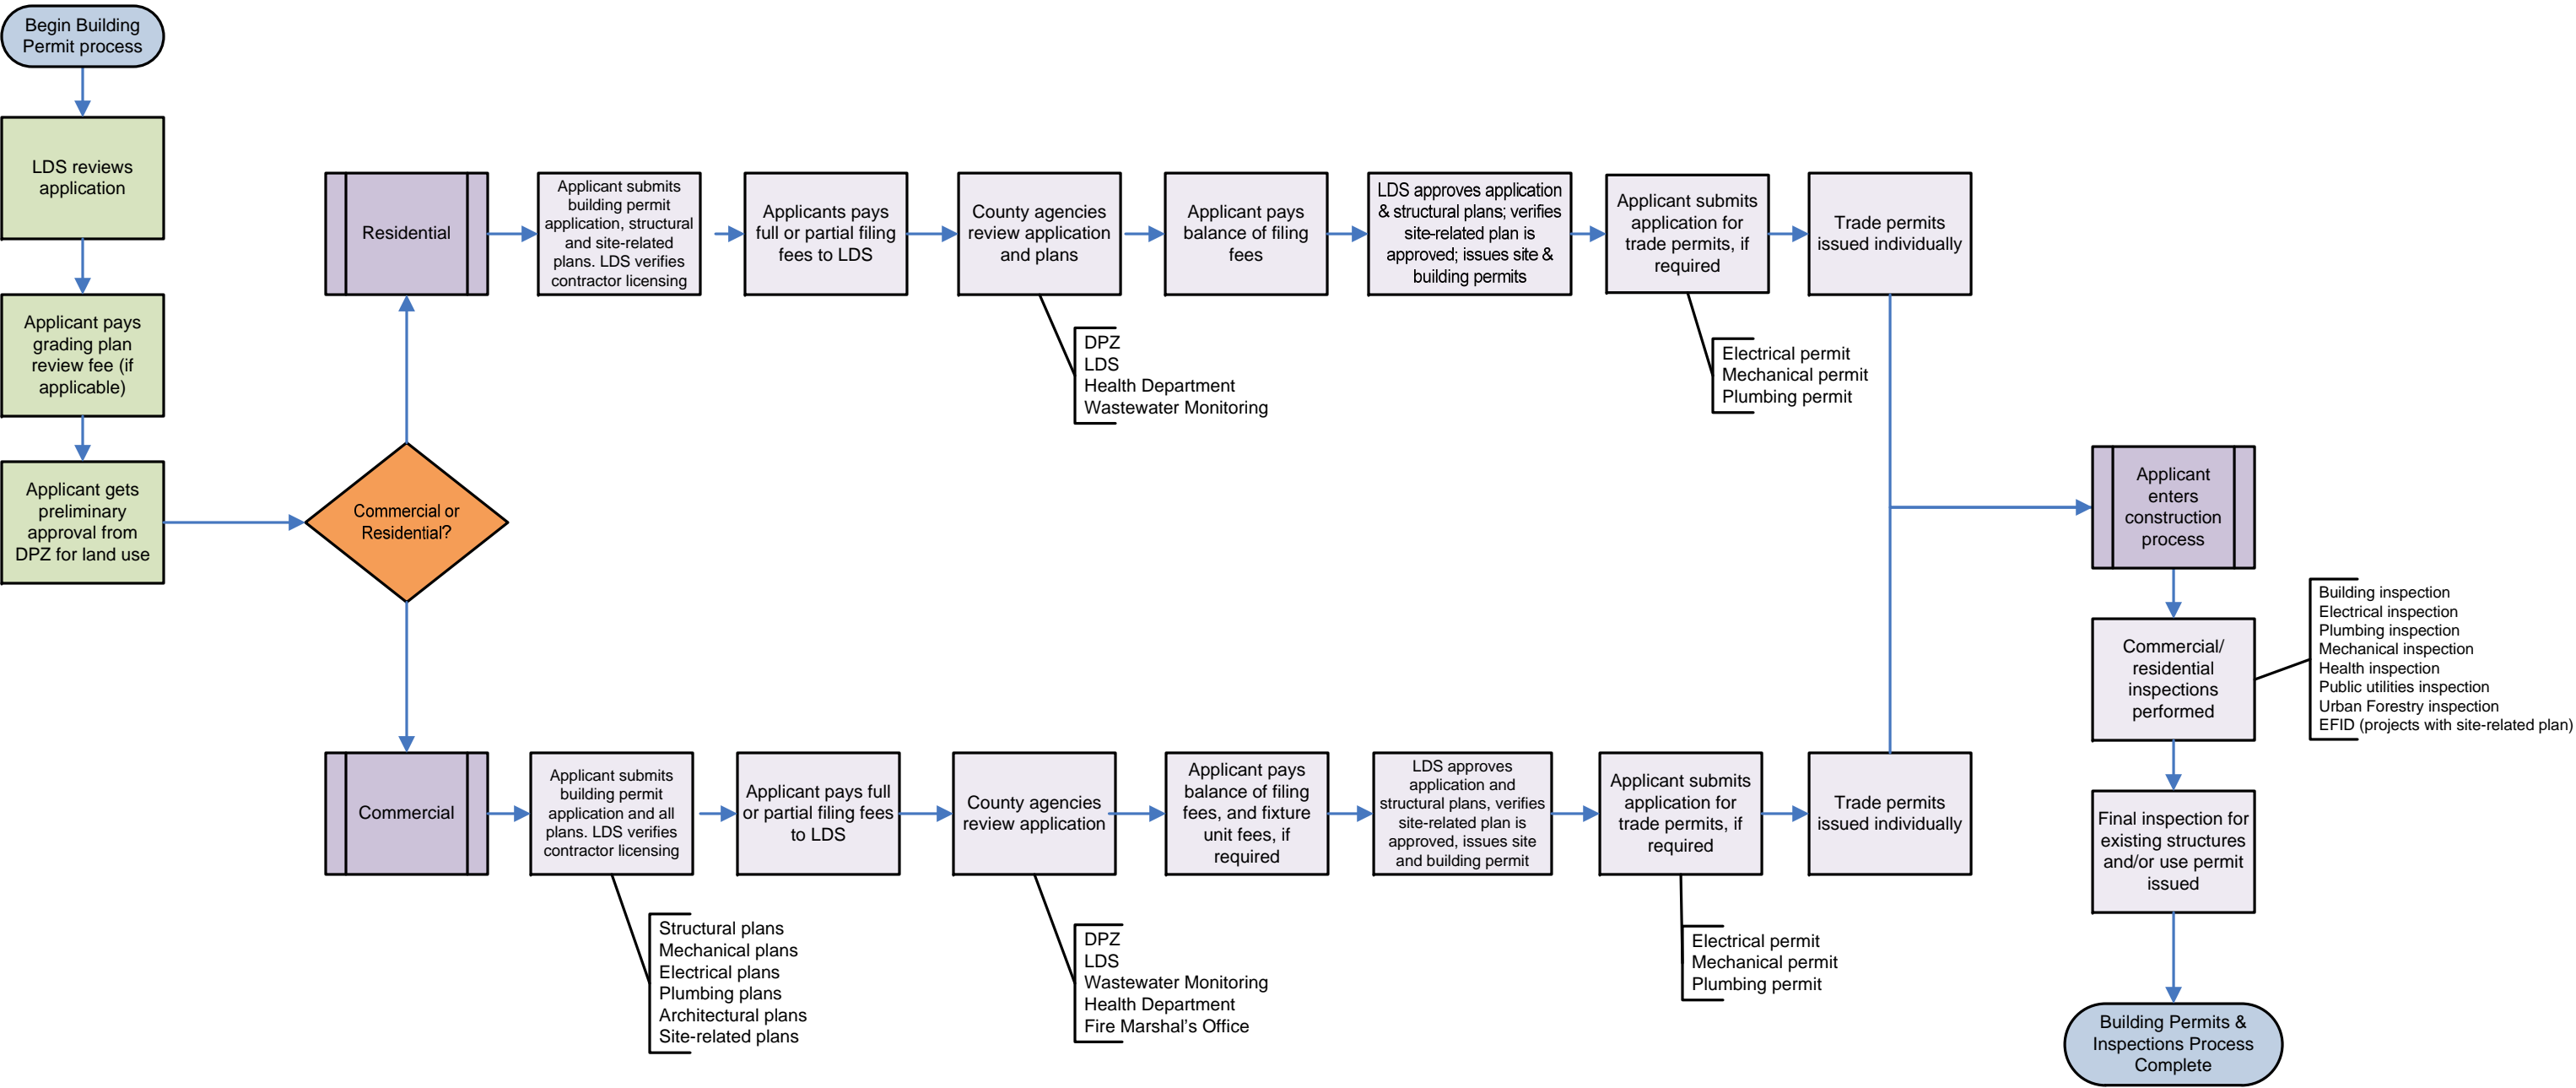 Begin Building
Permit process
LDS reviews
application
Applicant pays
grading plan
review fee (if
applicable)
Applicant gets
preliminary
approval from
DPZ for land use
Commercial or
Residential?
Residential
Applicant submits
building permit
application, structural
and site-related
plans. LDS verifies
contractor licensing
Applicants pays
full or partial filing
fees to LDS
County agencies
review application
and plans
DPZ
LDS
Health Department
Wastewater Monitoring
Applicant pays
balance of filing
fees
LDS approves application
& structural plans; verifies
site-related plan is
approved; issues site &
building permits
Applicant submits
application for
trade permits, if
required
Electrical permit
Mechanical permit
Plumbing permit
Trade permits
issued individually
Commercial
Applicant submits
building permit
application and all
plans. LDS verifies
contractor licensing
Structural plans
Mechanical plans
Electrical plans
Plumbing plans
Architectural plans
Site-related plans
Applicant pays full
or partial filing fees
to LDS
County agencies
review application
DPZ
LDS
Wastewater Monitoring
Health Department
Fire Marshal's Office
Applicant pays
balance of filing
fees, and fixture
unit fees, if
required
LDS approves
application and
structural plans, verifies
site-related plan is
approved, issues site
and building permit
Applicant submits
application for
trade permits, if
required
Electrical permit
Mechanical permit
Plumbing permit
Trade permits
issued individually
Applicant
enters
construction
process
Commercial/
residential
inspections
performed
Building inspection
Electrical inspection
Plumbing inspection
Mechanical inspection
Health inspection
Public utilities inspection
Urban Forestry inspection
EFID (projects with site-related plan)
Final inspection for
existing structures
and/or use permit
issued
Building Permits &
Inspections Process
Complete